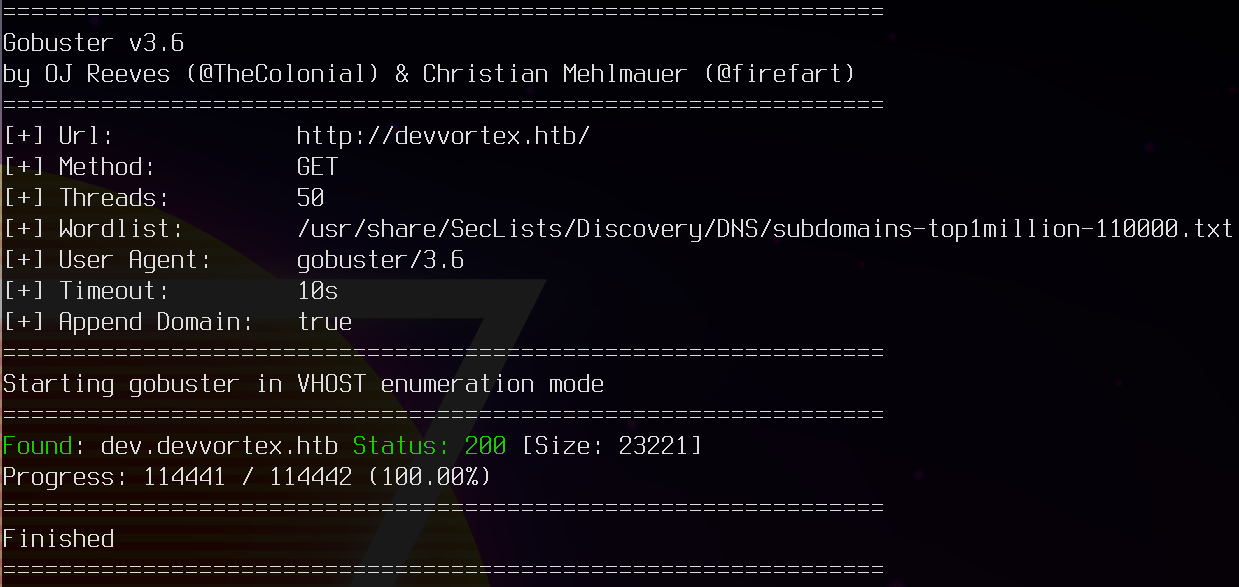 ===============================================================
Gobuster v3.6
by OJ Reeves (@TheColonial) & Christian Mehlmauer (@firefart)
===============================================================
[+] Url:             http://devvortex.htb/
[+] Method:          GET
[+] Threads:         50
[+] Wordlist:        /usr/share/SecLists/Discovery/DNS/subdomains-top1million-110000.txt
[+] User Agent:      gobuster/3.6
[+] Timeout:         10s
[+] Append Domain:   true
===============================================================
Starting gobuster in VHOST enumeration mode
===============================================================
Found: dev.devvortex.htb Status: 200 [Size: 23221]
Progress: 114441 / 114442 (100.00%)
===============================================================
Finished
===============================================================